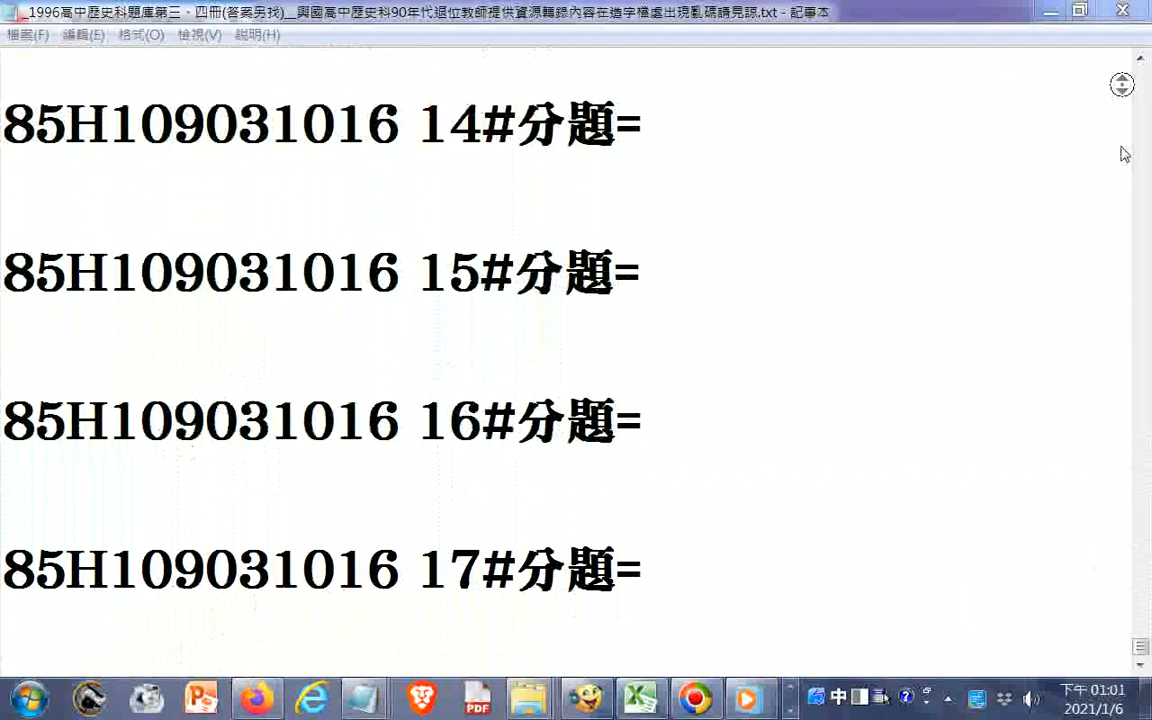 _1996高中歷史科題庫第三、四冊(答案另找)__興國高中歷史科90年代退位教師提供資源轉錄內容在造字檔處出現亂碼請見諒.txt - 記事本
檔案(F) 編輯(E) 格式(O) 檢視(V) 說明(H)
85H109031016 14#分題=
85H109031016 15#分題=
85H109031016 16#分題=
85H109031016 17#分題=
中
下午 01:01
2021/1/6
PDF